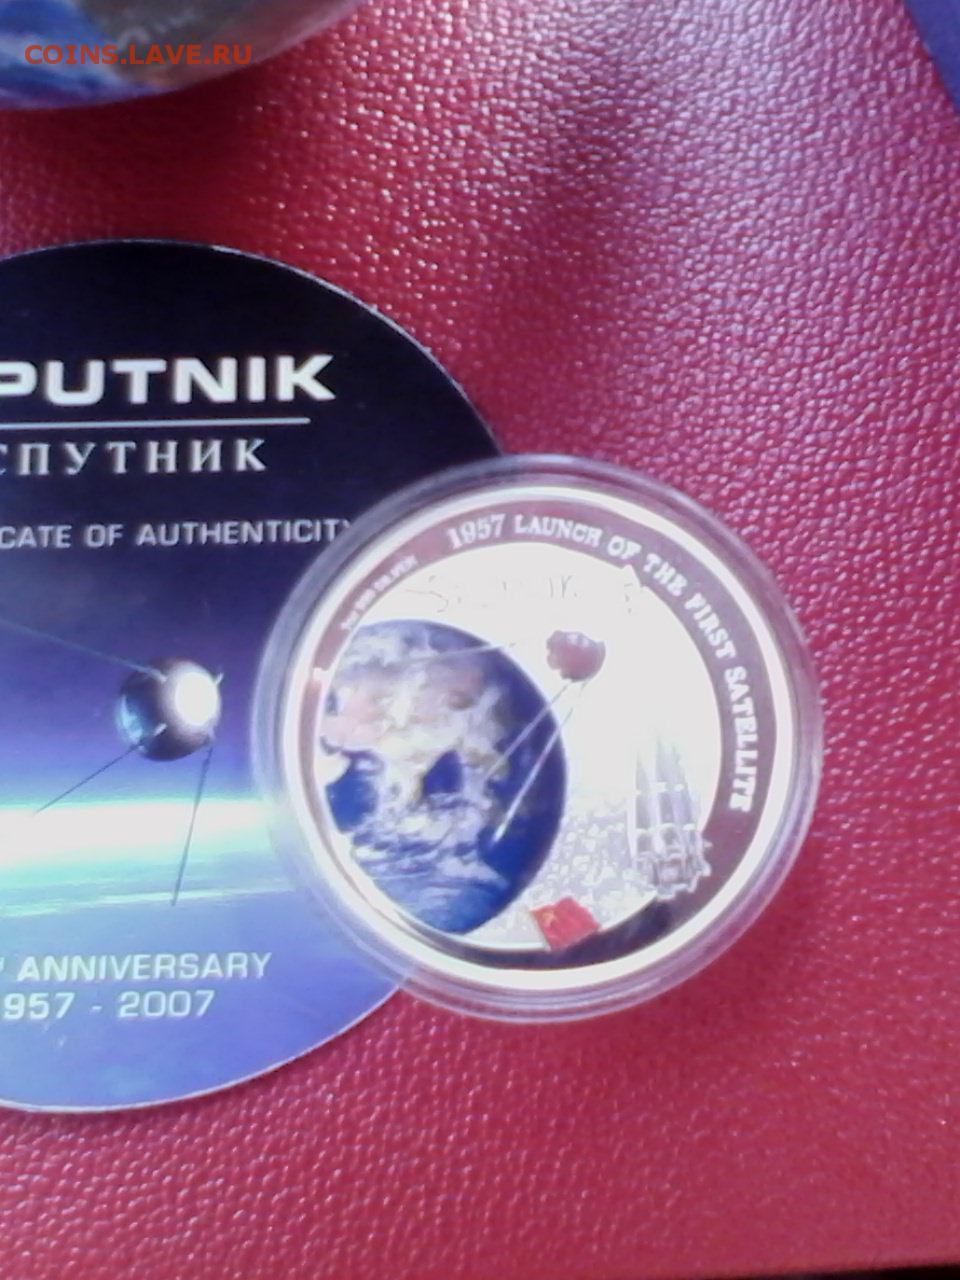 COINS.LAVE.RU
PUTNIK
СПУТНИК
CATE OF AUTHENTICITY
ANNIVERSARY
957 - 2007
1957 LAUNCH OF THE FIRST SATELLITE